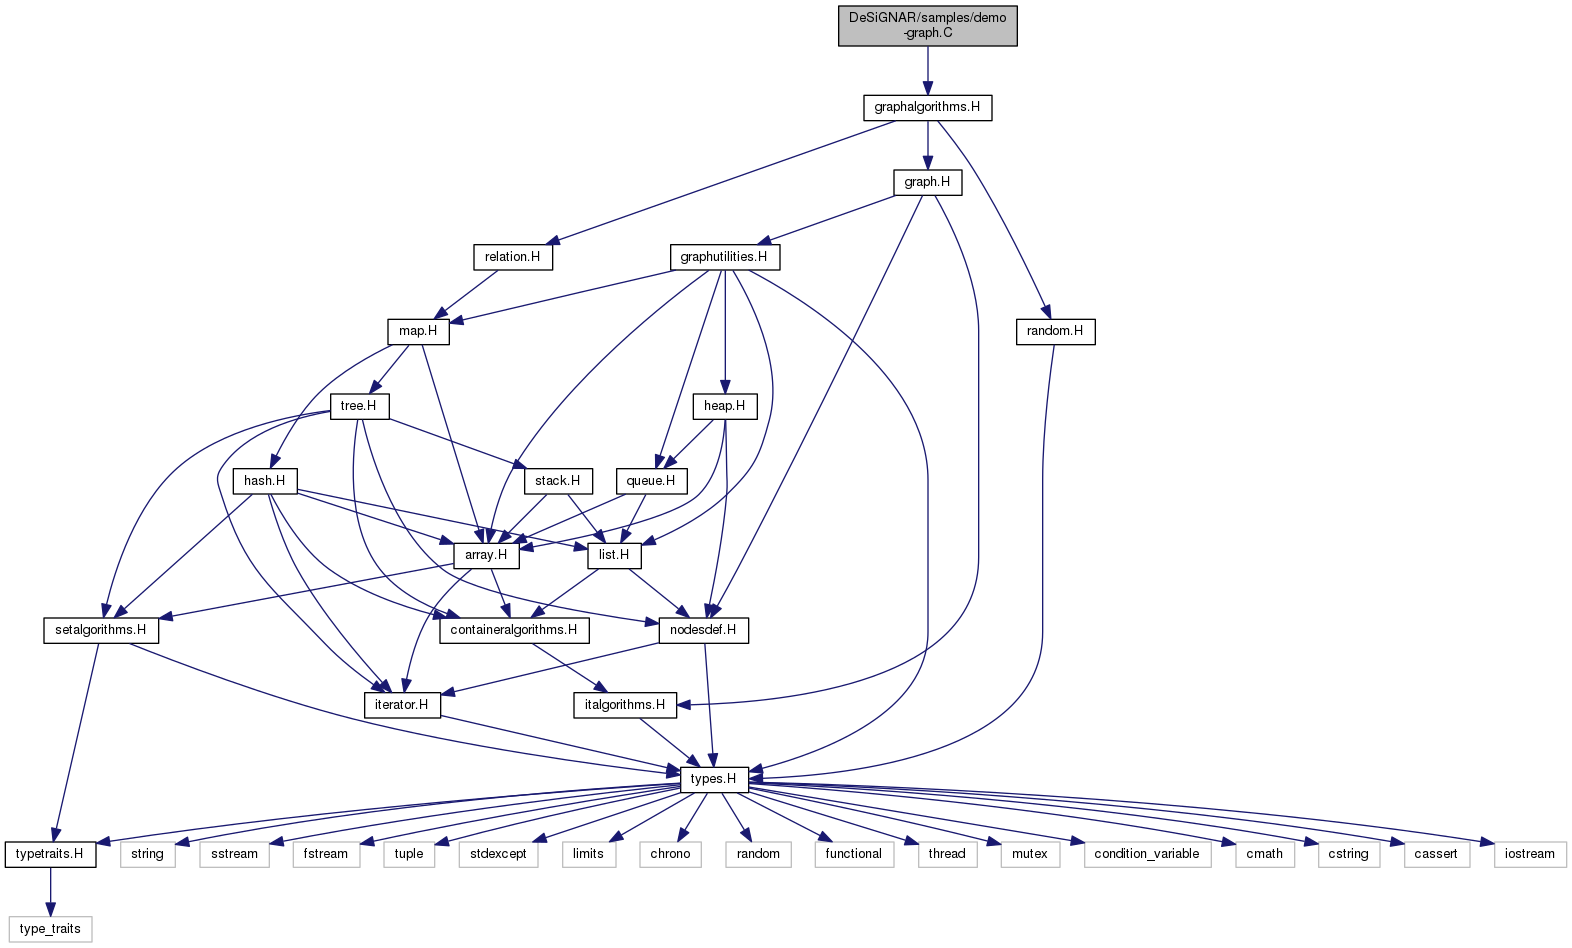 DeSiGNAR/samples/demo
-graph.C
graphalgorithms.H
graph.H
relation.H
graphutilities.H
map.H
random.H
tree.H
heap.H
hash.H
stack.H
queue.H
array.H
list.H
setalgorithms.H
containeralgorithms.H
nodesdef.H
iterator.H
italgorithms.H
types.H
typetraits.H
string
sstream
fstream
tuple
stdexcept
limits
chrono
random
functional
thread
mutex
condition_variable
cmath
cstring
cassert
iostream
type_traits